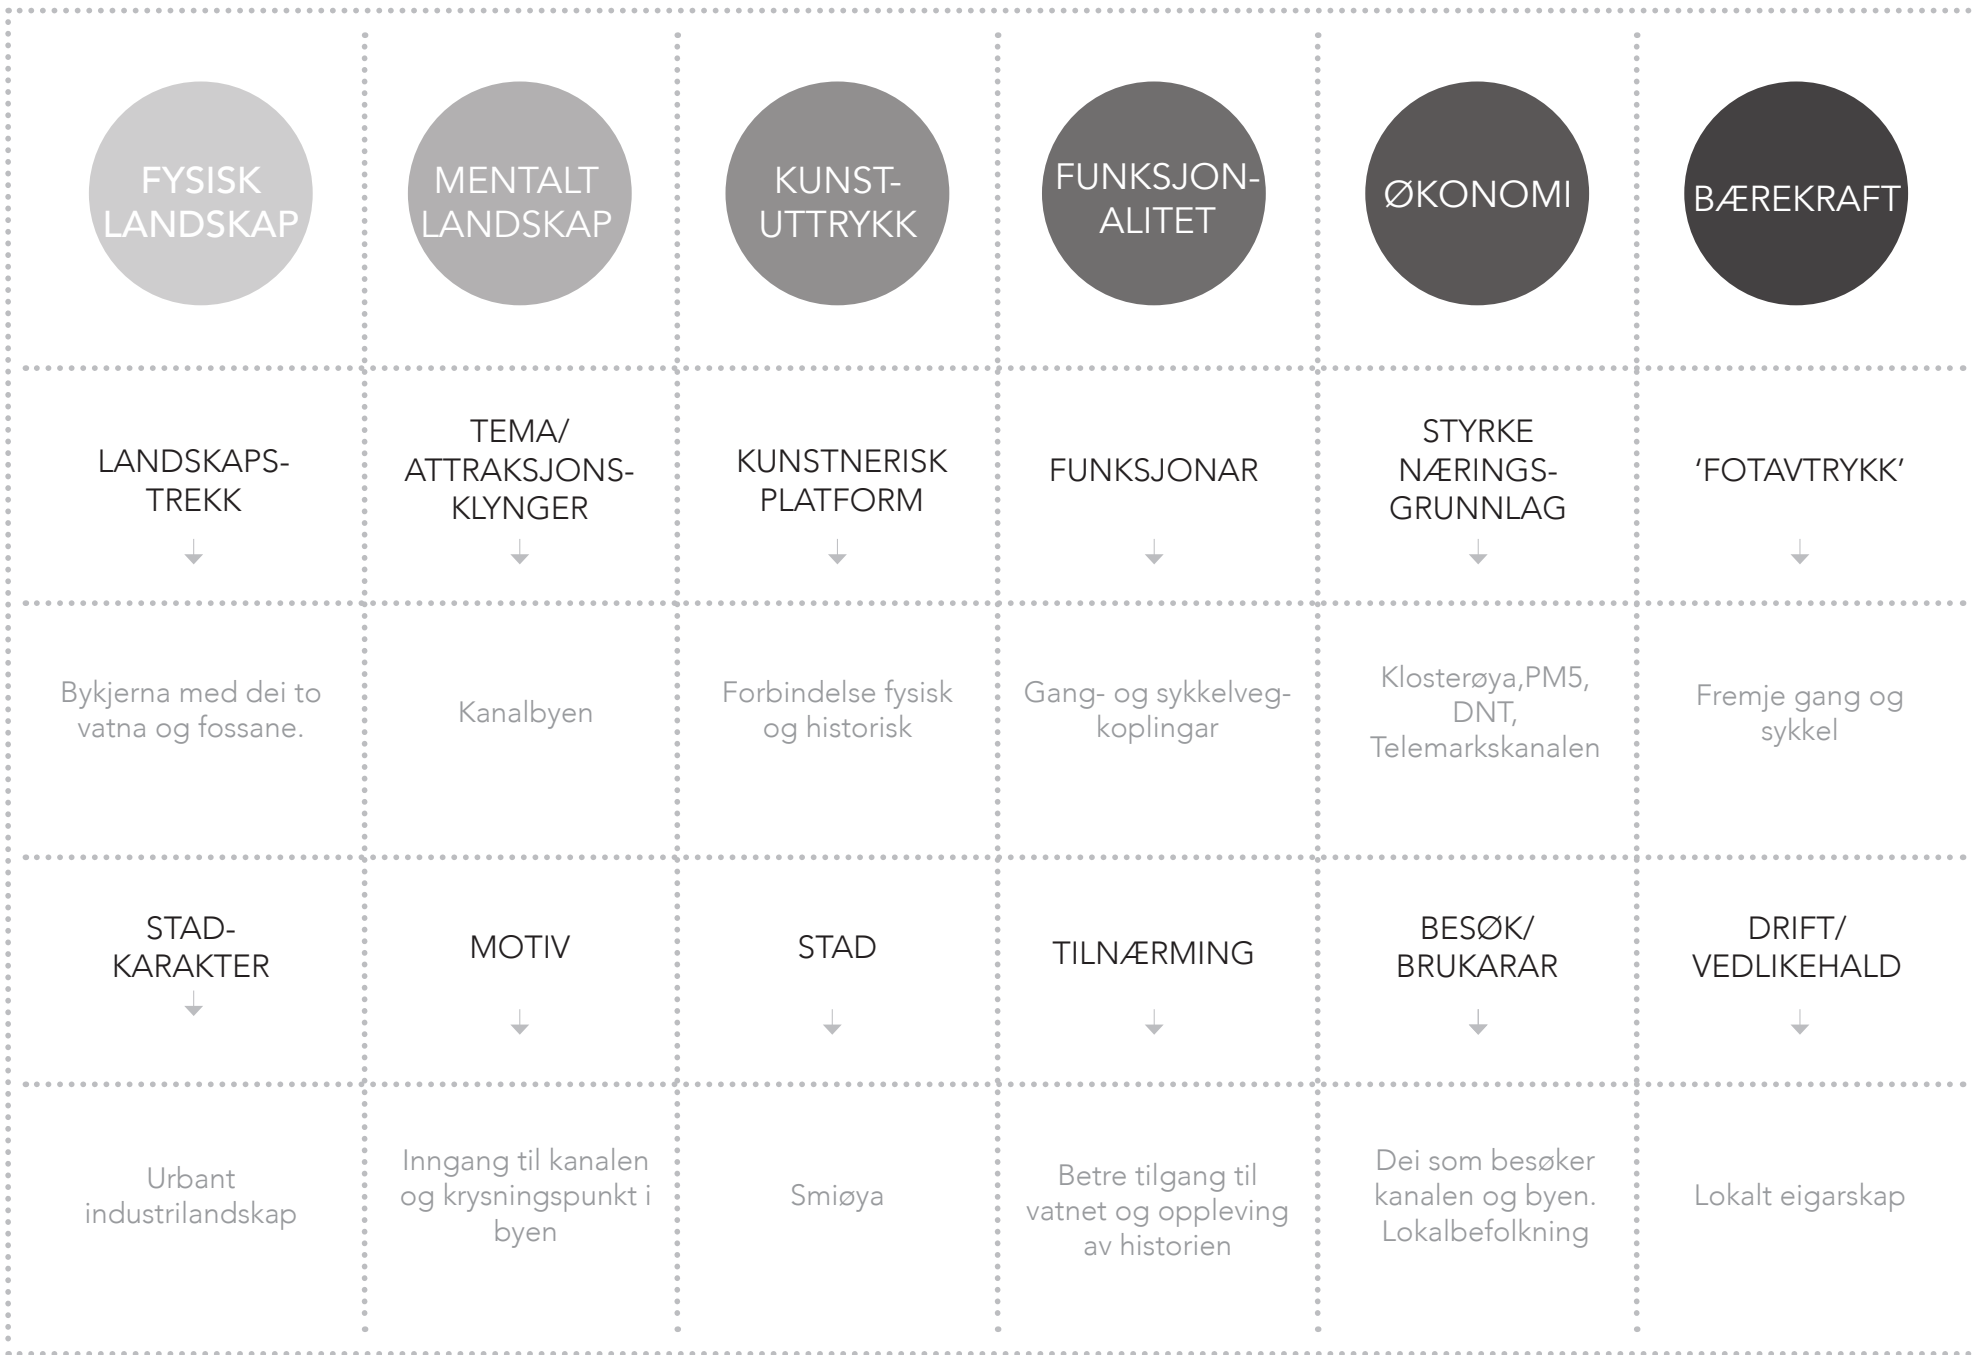 FYSISK
LANDSKAP
MENTALT
LANDSKAP
KUNST-
UTTRYKK
FUNKSJON-
ALITET
ØKONOMI
BÆREKRAFT
LANDSKAPS-
TREKK
TEMA/
ATTRAKSJONS-
KLYNGER
KUNSTNERISK
PLATFORM
FUNKSJONAR
STYRKE
NÆRINGS-
GRUNNLAG
‘FOTAVTRYKK’
Bykjerna med dei to
vatna og fossane.
Kanalbyen
Forbindelse fysisk
og historisk
Gang- og sykkelveg-
koplingar
Klosterøya,PM5,
DNT,
Telemarkskanalen
Fremje gang og
sykkel
STAD-
KARAKTER
MOTIV
STAD
TILNÆRMING
BESØK/
BRUKARAR
DRIFT/
VEDLIKEHALD
Urbant
industrilandskap
Inngang til kanalen
og krysningspunkt i
byen
Smiøya
Betre tilgang til
vatnet og oppleving
av historien
Dei som besøker
kanalen og byen.
Lokalbefolkning
Lokalt eigarskap